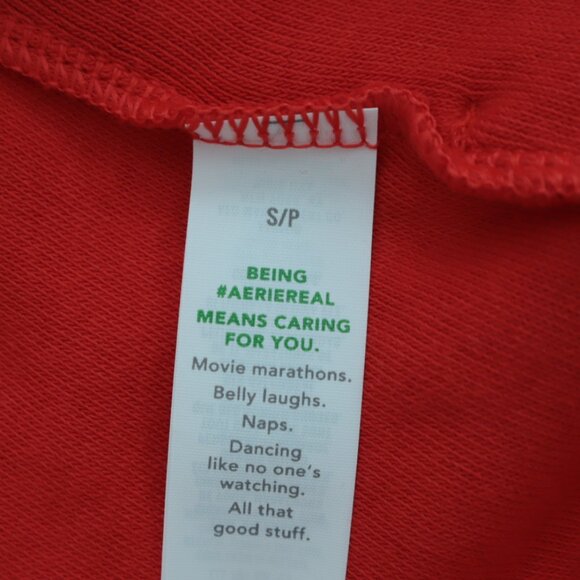 S/P
BEING
#AERIEREAL
MEANS CARING
FOR YOU.
Movie marathons.
Belly laughs.
Naps.
Dancing
like no one's
watching.
All that
good stuff.